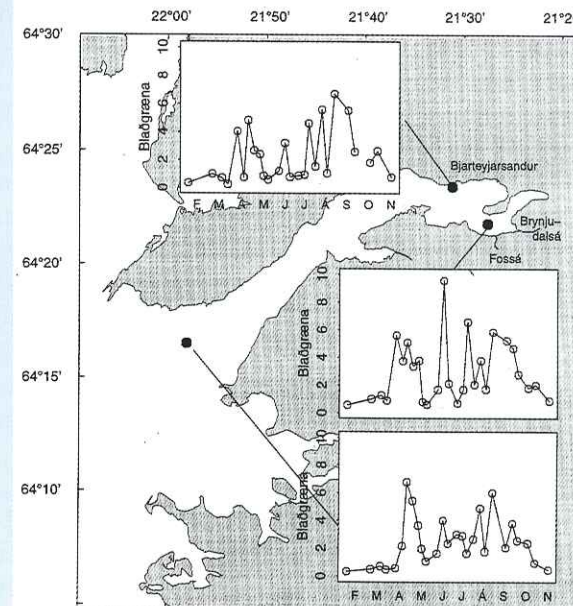 22°00' 21°50' 21°40' 21°30' 21°2
64°30'
64°25'
64°20'
64°15'
64°10'
Blaðgræna
0 2 4 6 8 10
F M A M J J Á S O N
Bjarteyjarsandur
Brynju-
dalsá
Fossá
Blaðgræna
0 2 4 6 8 10
Blaðgræna
0 2 4 6 8 10
F M A M J J Á S O N